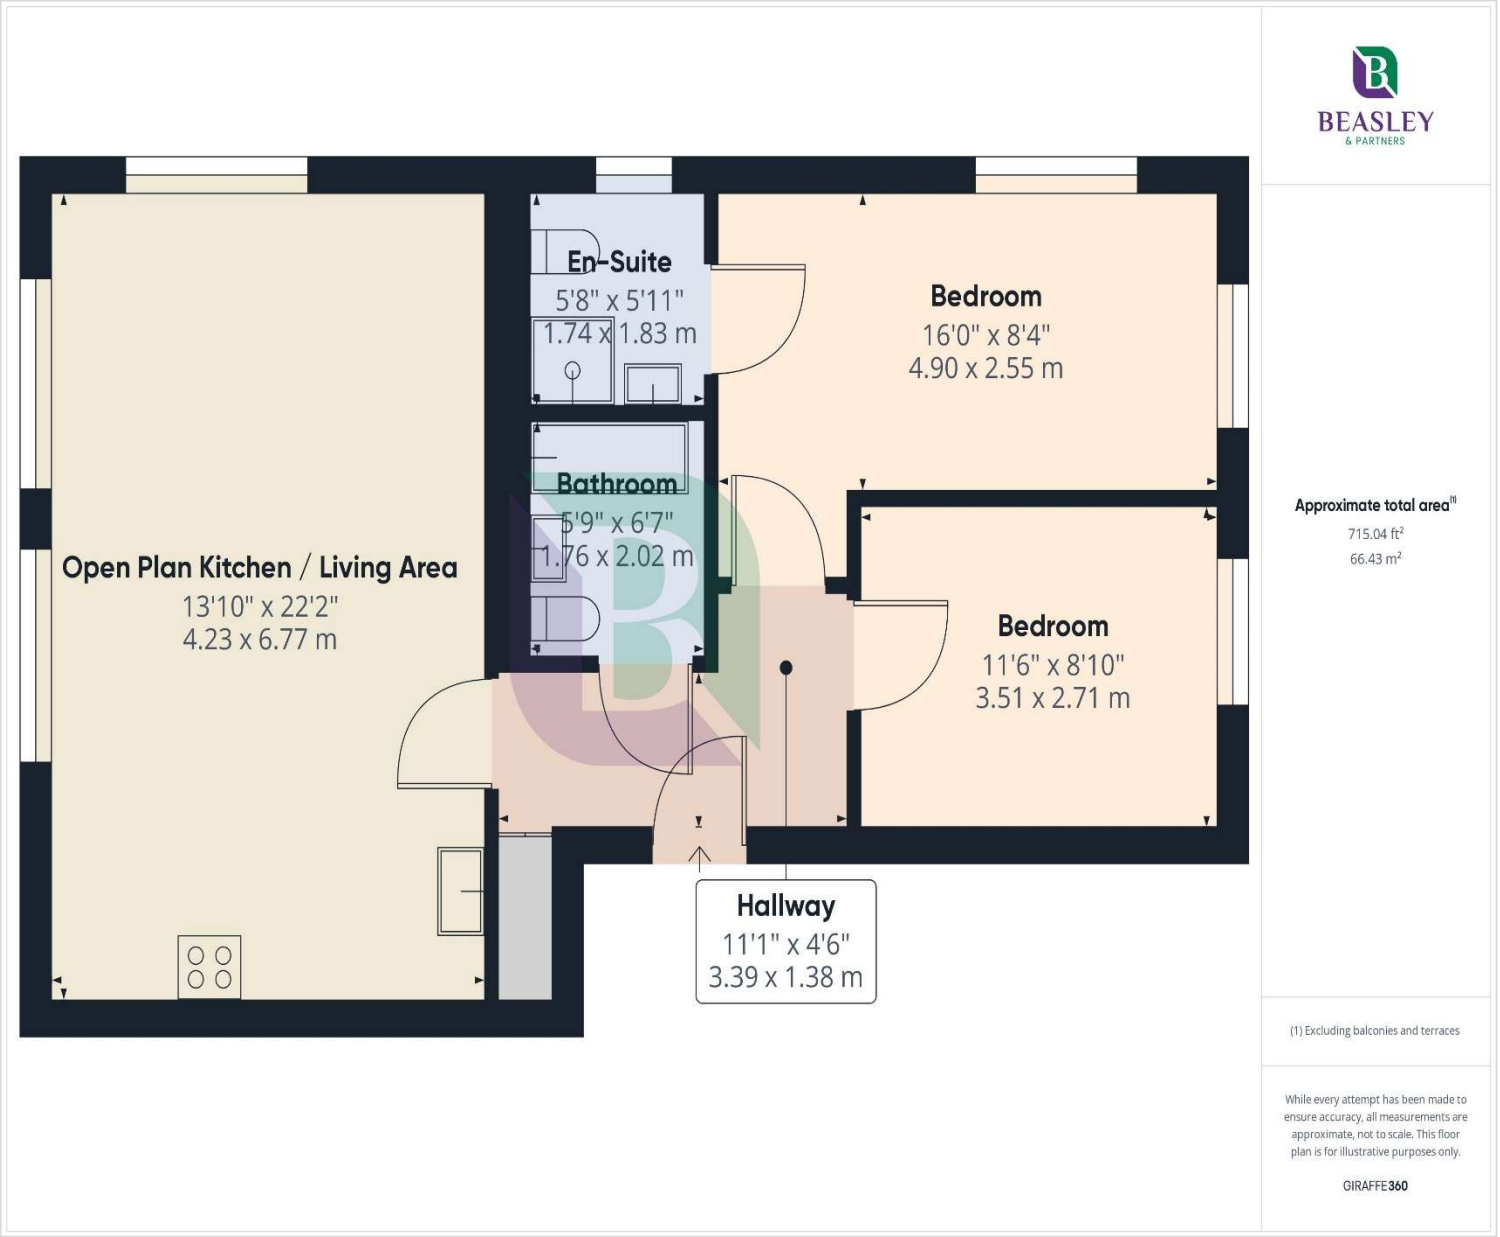 En-Suite
5'8" x 5'11"
1.74 x 1.83 m
Bedroom
16'0" x 8'4"
4.90 x 2.55 m
Bathroom
5'9" x 6'7"
1.76 x 2.02 m
Open Plan Kitchen / Living Area
13'10" x 22'2"
4.23 x 6.77 m
Bedroom
11'6" x 8'10"
3.51 x 2.71 m
Hallway
11'1" x 4'6"
3.39 x 1.38 m
B
B
BEASLEY
& PARTNERS
Approximate total area⁽¹⁾
715.04 ft²
66.43 m²
(1) Excluding balconies and terraces
While every attempt has been made to
ensure accuracy, all measurements are
approximate, not to scale. This floor
plan is for illustrative purposes only.
GIRAFFE360